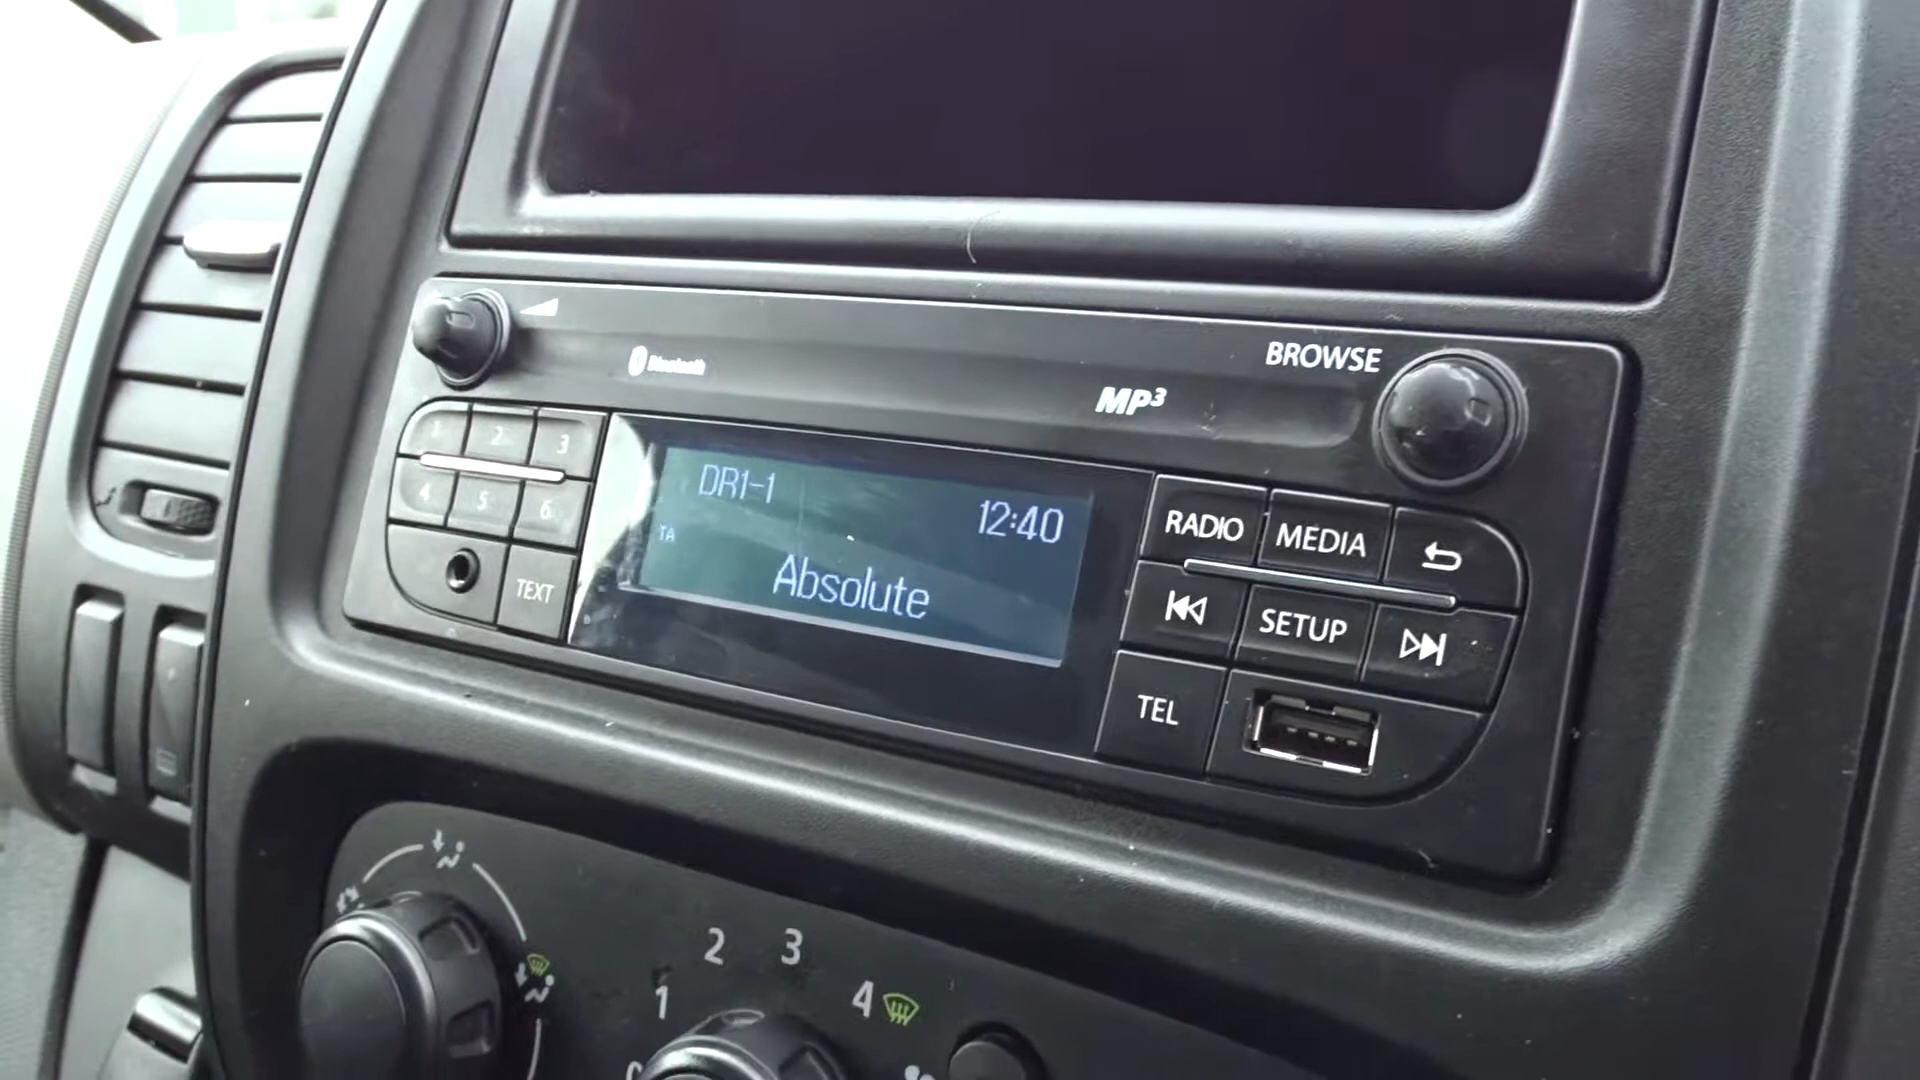 Bluetooth
MP3
BROWSE
1 2 3
4 5 6
TEXT
DR1-1
12:40
TA
Absolute
RADIO MEDIA
SETUP
TEL
1 2 3 4